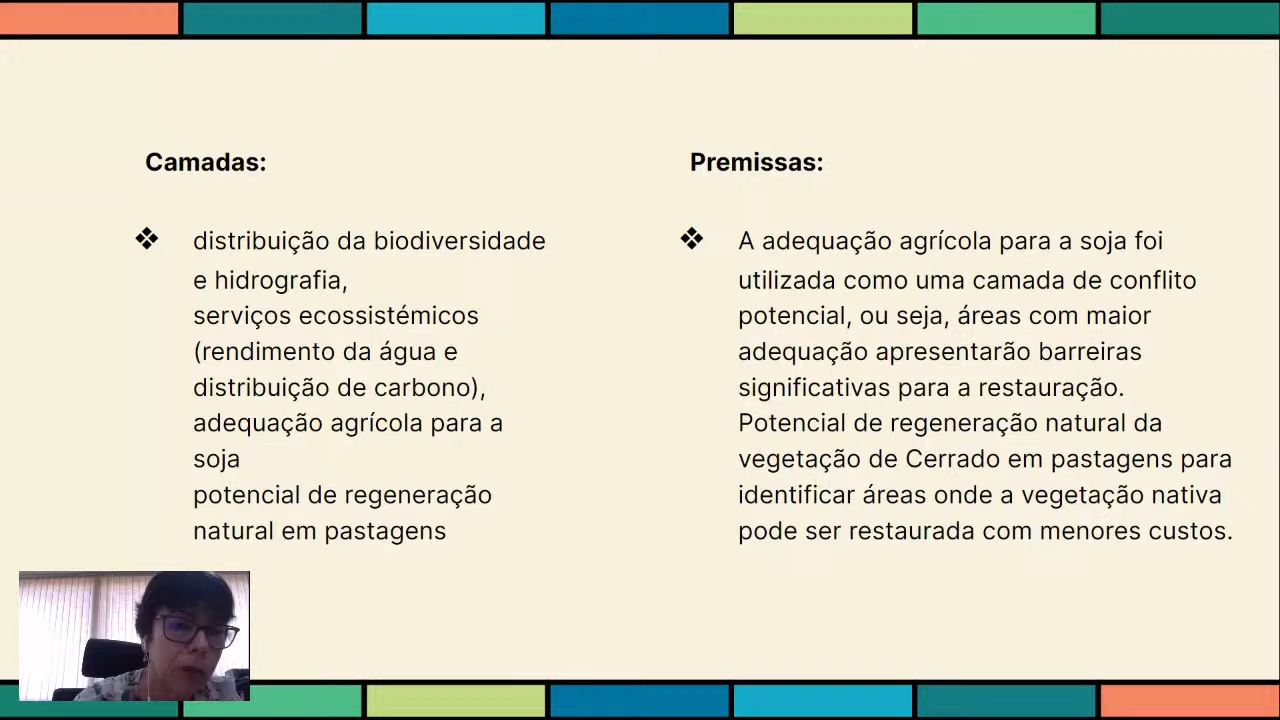 Camadas:
❖ distribuição da biodiversidade
e hidrografia,
serviços ecossistémicos
(rendimento da água e
distribuição de carbono),
adequação agrícola para a
soja
potencial de regeneração
natural em pastagens
Premissas:
❖ A adequação agrícola para a soja foi
utilizada como uma camada de conflito
potencial, ou seja, áreas com maior
adequação apresentarão barreiras
significativas para a restauração.
Potencial de regeneração natural da
vegetação de Cerrado em pastagens para
identificar áreas onde a vegetação nativa
pode ser restaurada com menores custos.